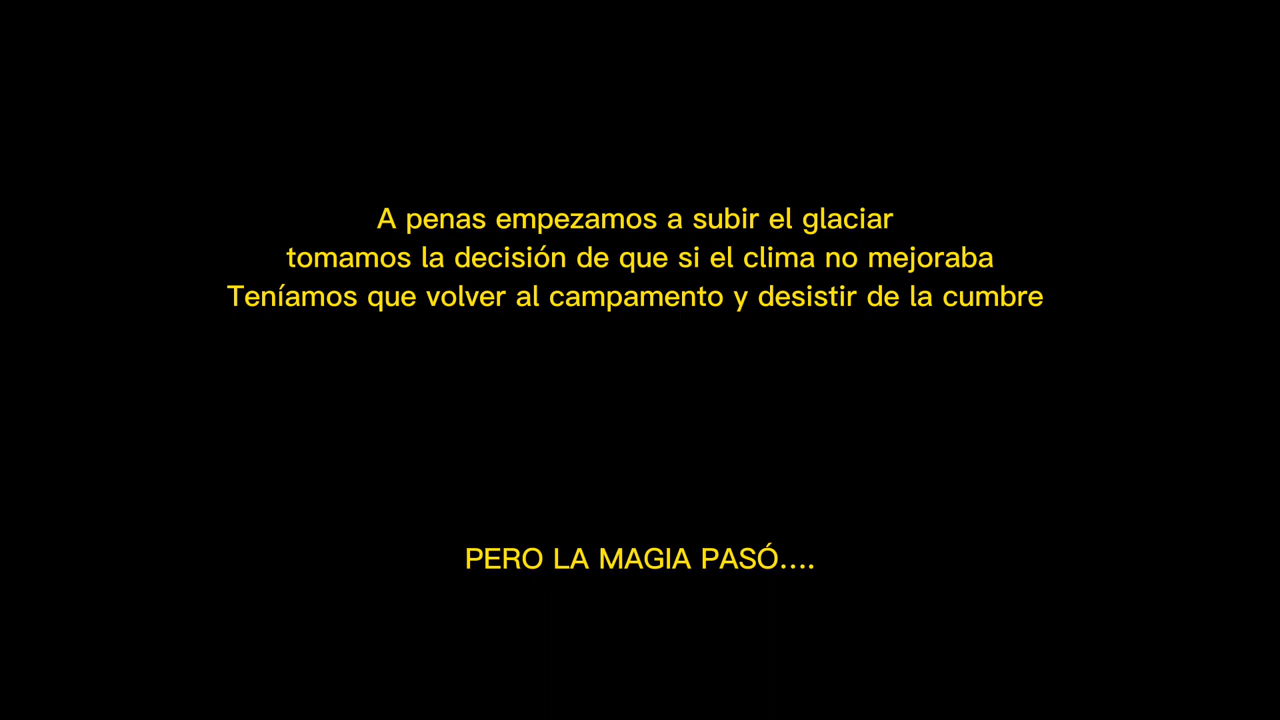 A penas empezamos a subir el glaciar
tomamos la decisión de que si el clima no mejoraba
Teníamos que volver al campamento y desistir de la cumbre
PERO LA MAGIA PASÓ....